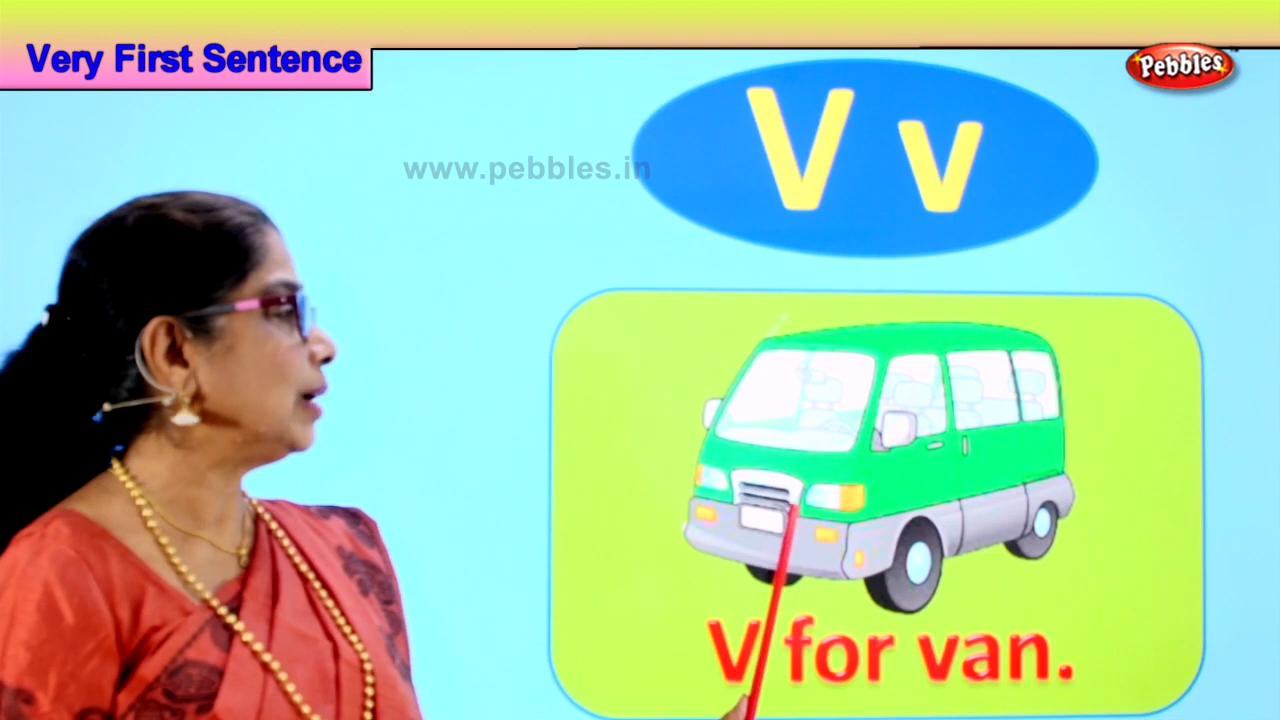 Very First Sentence
Pebbles
www.pebbles.in
V v
V for van.